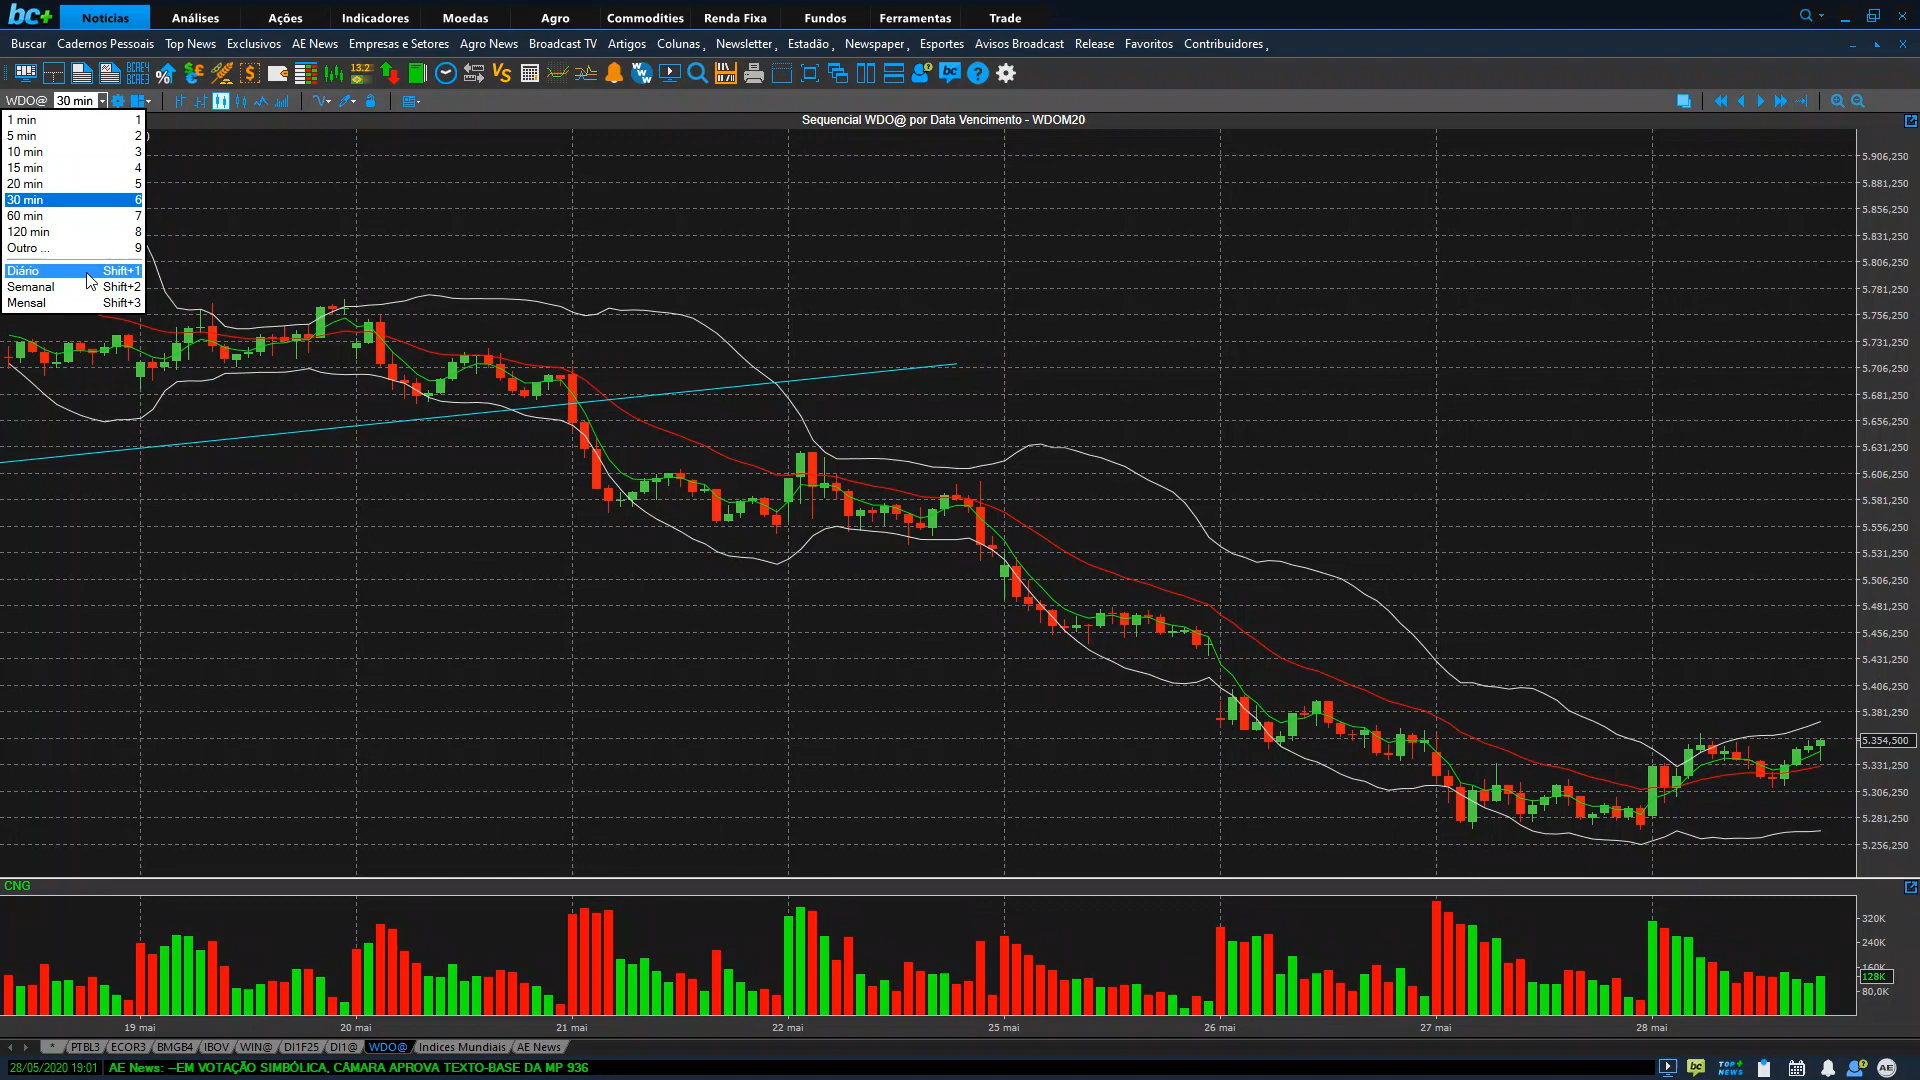 bc+ Notícias Análises Ações Indicadores Moedas Agro Commodities Renda Fixa Fundos Ferramentas Trade
Buscar Cadernos Pessoais Top News Exclusivos AE News Empresas e Setores Agro News Broadcast TV Artigos Colunas Newsletter Estadão Newspaper Esportes Avisos Broadcast Release Favoritos Contribuidores
WDO@ 30 min
Sequencial WDO@ por Data Vencimento - WDOM20
1 min 1
5 min 2
10 min 3
15 min 4
20 min 5
30 min 6
60 min 7
120 min 8
Outro ... 9
Diário Shift+1
Semanal Shift+2
Mensal Shift+3
5.906,250
5.881,250
5.856,250
5.831,250
5.806,250
5.781,250
5.756,250
5.731,250
5.706,250
5.681,250
5.656,250
5.631,250
5.606,250
5.581,250
5.556,250
5.531,250
5.506,250
5.481,250
5.456,250
5.431,250
5.406,250
5.381,250
5.354,500
5.331,250
5.306,250
5.281,250
5.256,250
CNG
320K
240K
160K
128K
80,0K
19 mai 20 mai 21 mai 22 mai 25 mai 26 mai 27 mai 28 mai
* PTBL3 ECOR3 BMGB4 IBOV WIN@ DI1F25 DI1@ WDO@ Indices Mundiais AE News
28/05/2020 19:01 AE News: --EM VOTAÇÃO SIMBÓLICA, CÂMARA APROVA TEXTO-BASE DA MP 936